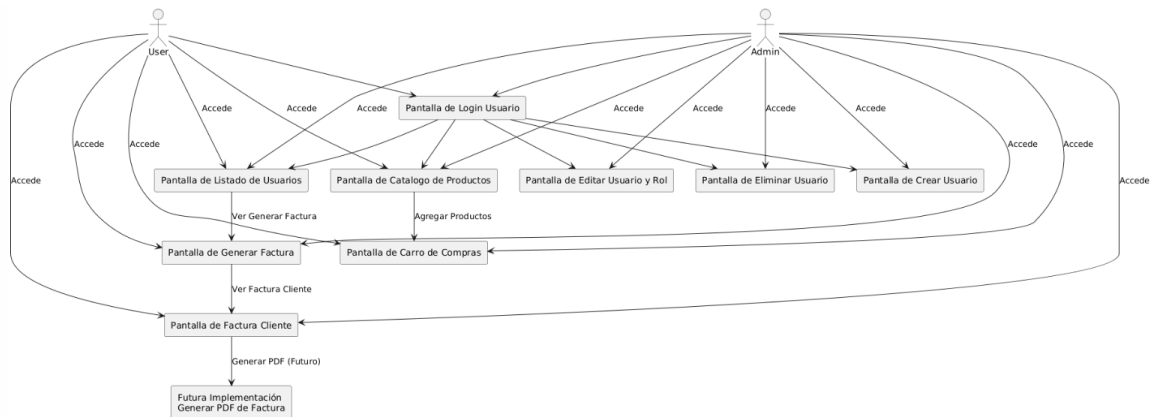 User
Admin
Pantalla de Login Usuario
Accede
Accede
Accede
Accede
Accede
Accede
Accede
Accede
Accede
Accede
Accede
Accede
Accede
Pantalla de Listado de Usuarios
Pantalla de Catalogo de Productos
Pantalla de Editar Usuario y Rol
Pantalla de Eliminar Usuario
Pantalla de Crear Usuario
Ver Generar Factura
Agregar Productos
Pantalla de Generar Factura
Pantalla de Carro de Compras
Ver Factura Cliente
Pantalla de Factura Cliente
Generar PDF (Futuro)
Futura Implementación
Generar PDF de Factura